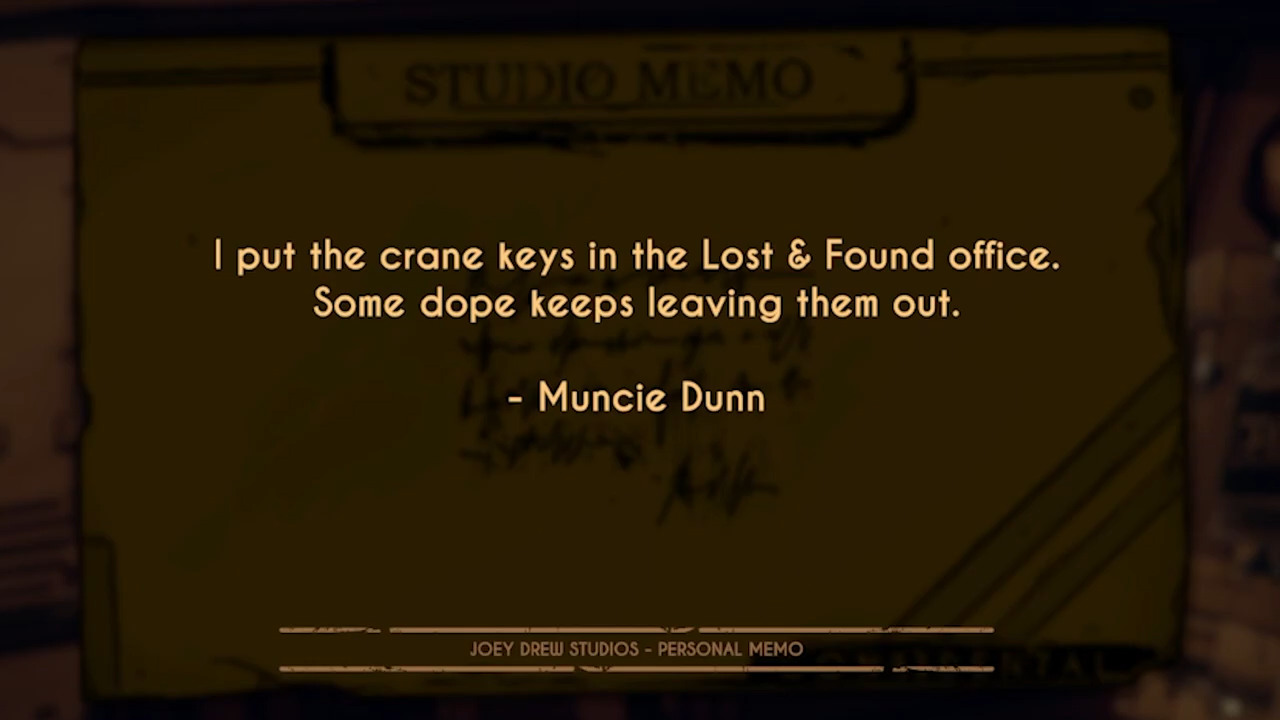 STUDIO MEMO
I put the crane keys in the Lost & Found office.
Some dope keeps leaving them out.
- Muncie Dunn
JOEY DREW STUDIOS - PERSONAL MEMO